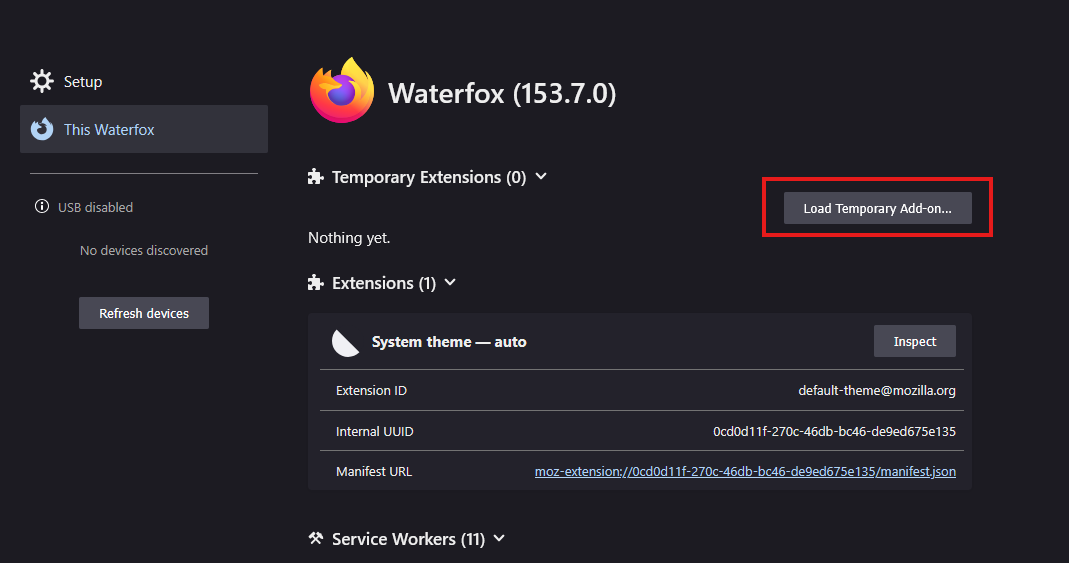 Setup
This Waterfox
USB disabled
No devices discovered
Refresh devices
Waterfox (153.7.0)
Temporary Extensions (0)
Load Temporary Add-on...
Nothing yet.
Extensions (1)
System theme — auto
Inspect
Extension ID default-theme@mozilla.org
Internal UUID 0cd0d11f-270c-46db-bc46-de9ed675e135
Manifest URL moz-extension://0cd0d11f-270c-46db-bc46-de9ed675e135/manifest.json
Service Workers (11)